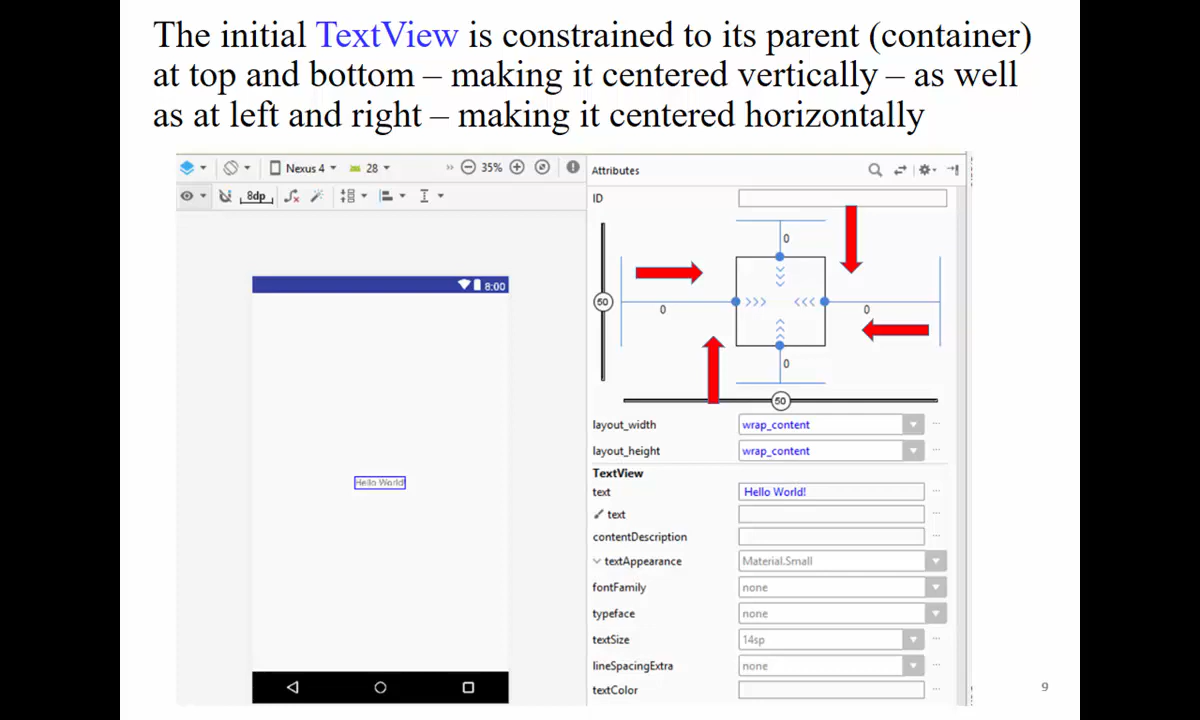 The initial TextView is constrained to its parent (container)
at top and bottom – making it centered vertically – as well
as at left and right – making it centered horizontally
Nexus 4 28 35% Attributes
8dp
ID
8:00
0
50
0 0
0
50
layout_width wrap_content
layout_height wrap_content
TextView
Hello World!
text Hello World!
text
contentDescription
textAppearance Material.Small
fontFamily none
typeface none
textSize 14sp
lineSpacingExtra none
textColor
9